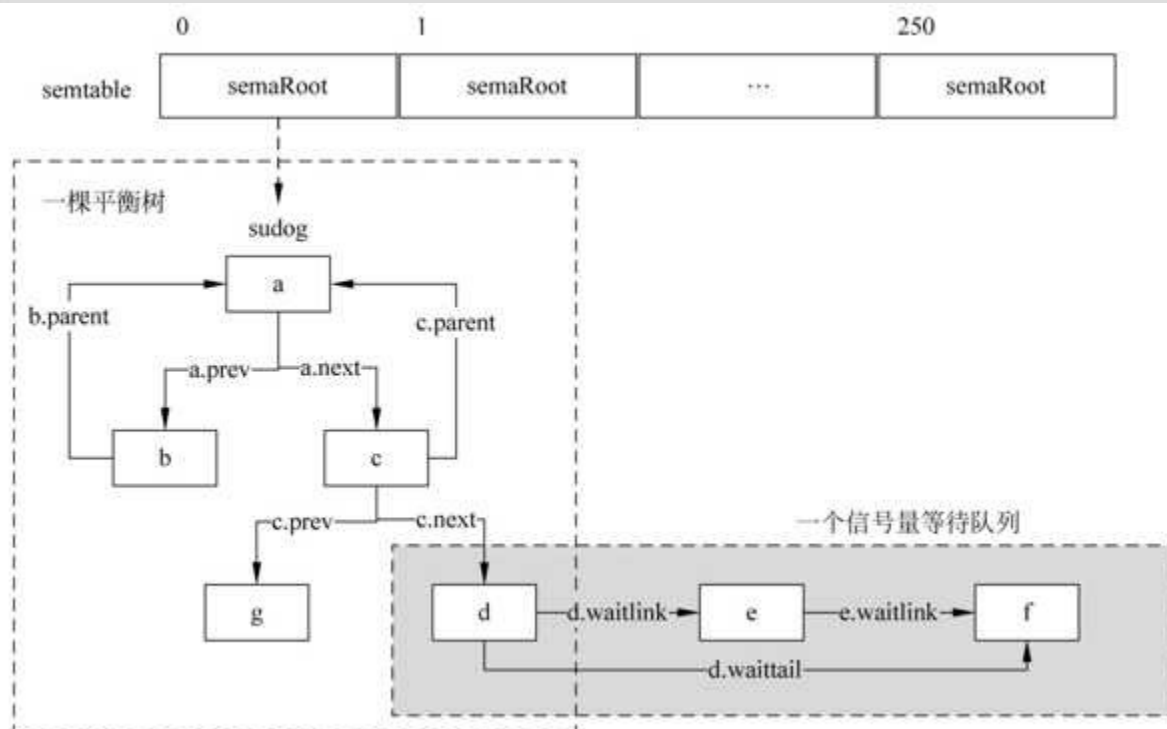 0 1 250
semtable semaRoot semaRoot ... semaRoot
一棵平衡树
sudog
a
b.parent c.parent
a.prev a.next
b c
c.prev c.next
一个信号量等待队列
g d d.waitlink e e.waitlink f
d.waittail